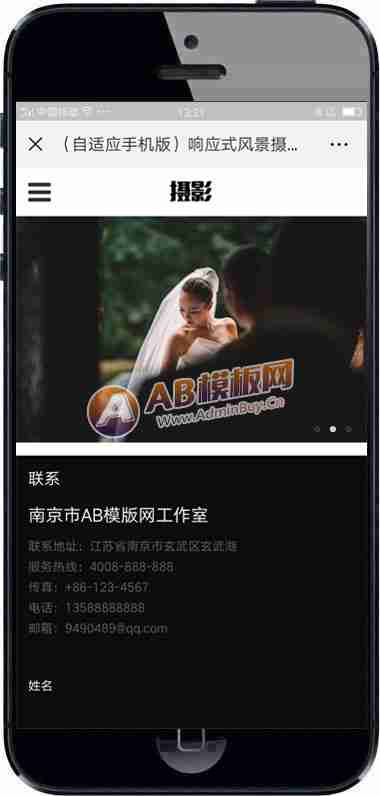 中国移动 13:21
（自适应手机版）响应式风景摄...
摄影
AB模板网
www.AdminBuy.Cn
联系
南京市AB模版网工作室
联系地址：江苏省南京市玄武区玄武湖
服务热线：4008-888-888
传真：+86-123-4567
电话：13588888888
邮箱：9490489@qq.com
姓名